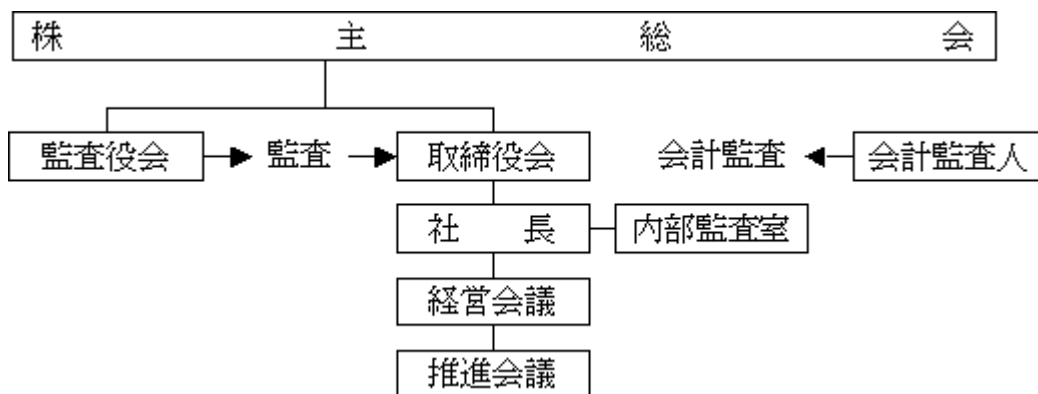 株主総会
監査役会 監査 取締役会 会計監査 会計監査人
社長 内部監査室
経営会議
推進会議